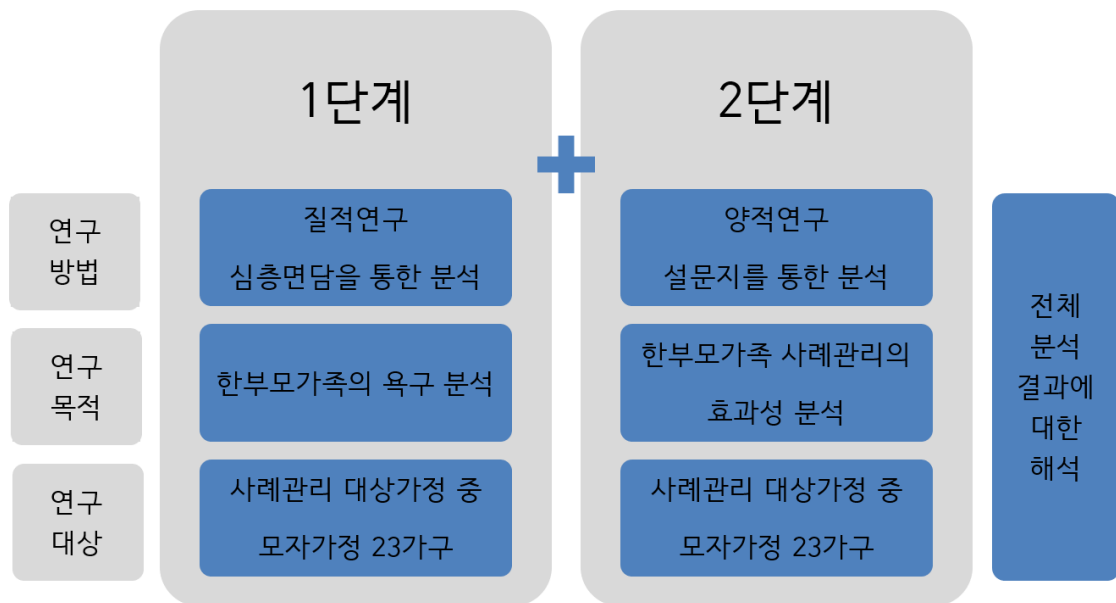 1단계
2단계
연구
방법
질적연구
심층면담을 통한 분석
양적연구
설문지를 통한 분석
연구
목적
한부모가족의 욕구 분석
한부모가족 사례관리의
효과성 분석
연구
대상
사례관리 대상가정 중
모자가정 23가구
사례관리 대상가정 중
모자가정 23가구
전체
분석
결과에
대한
해석